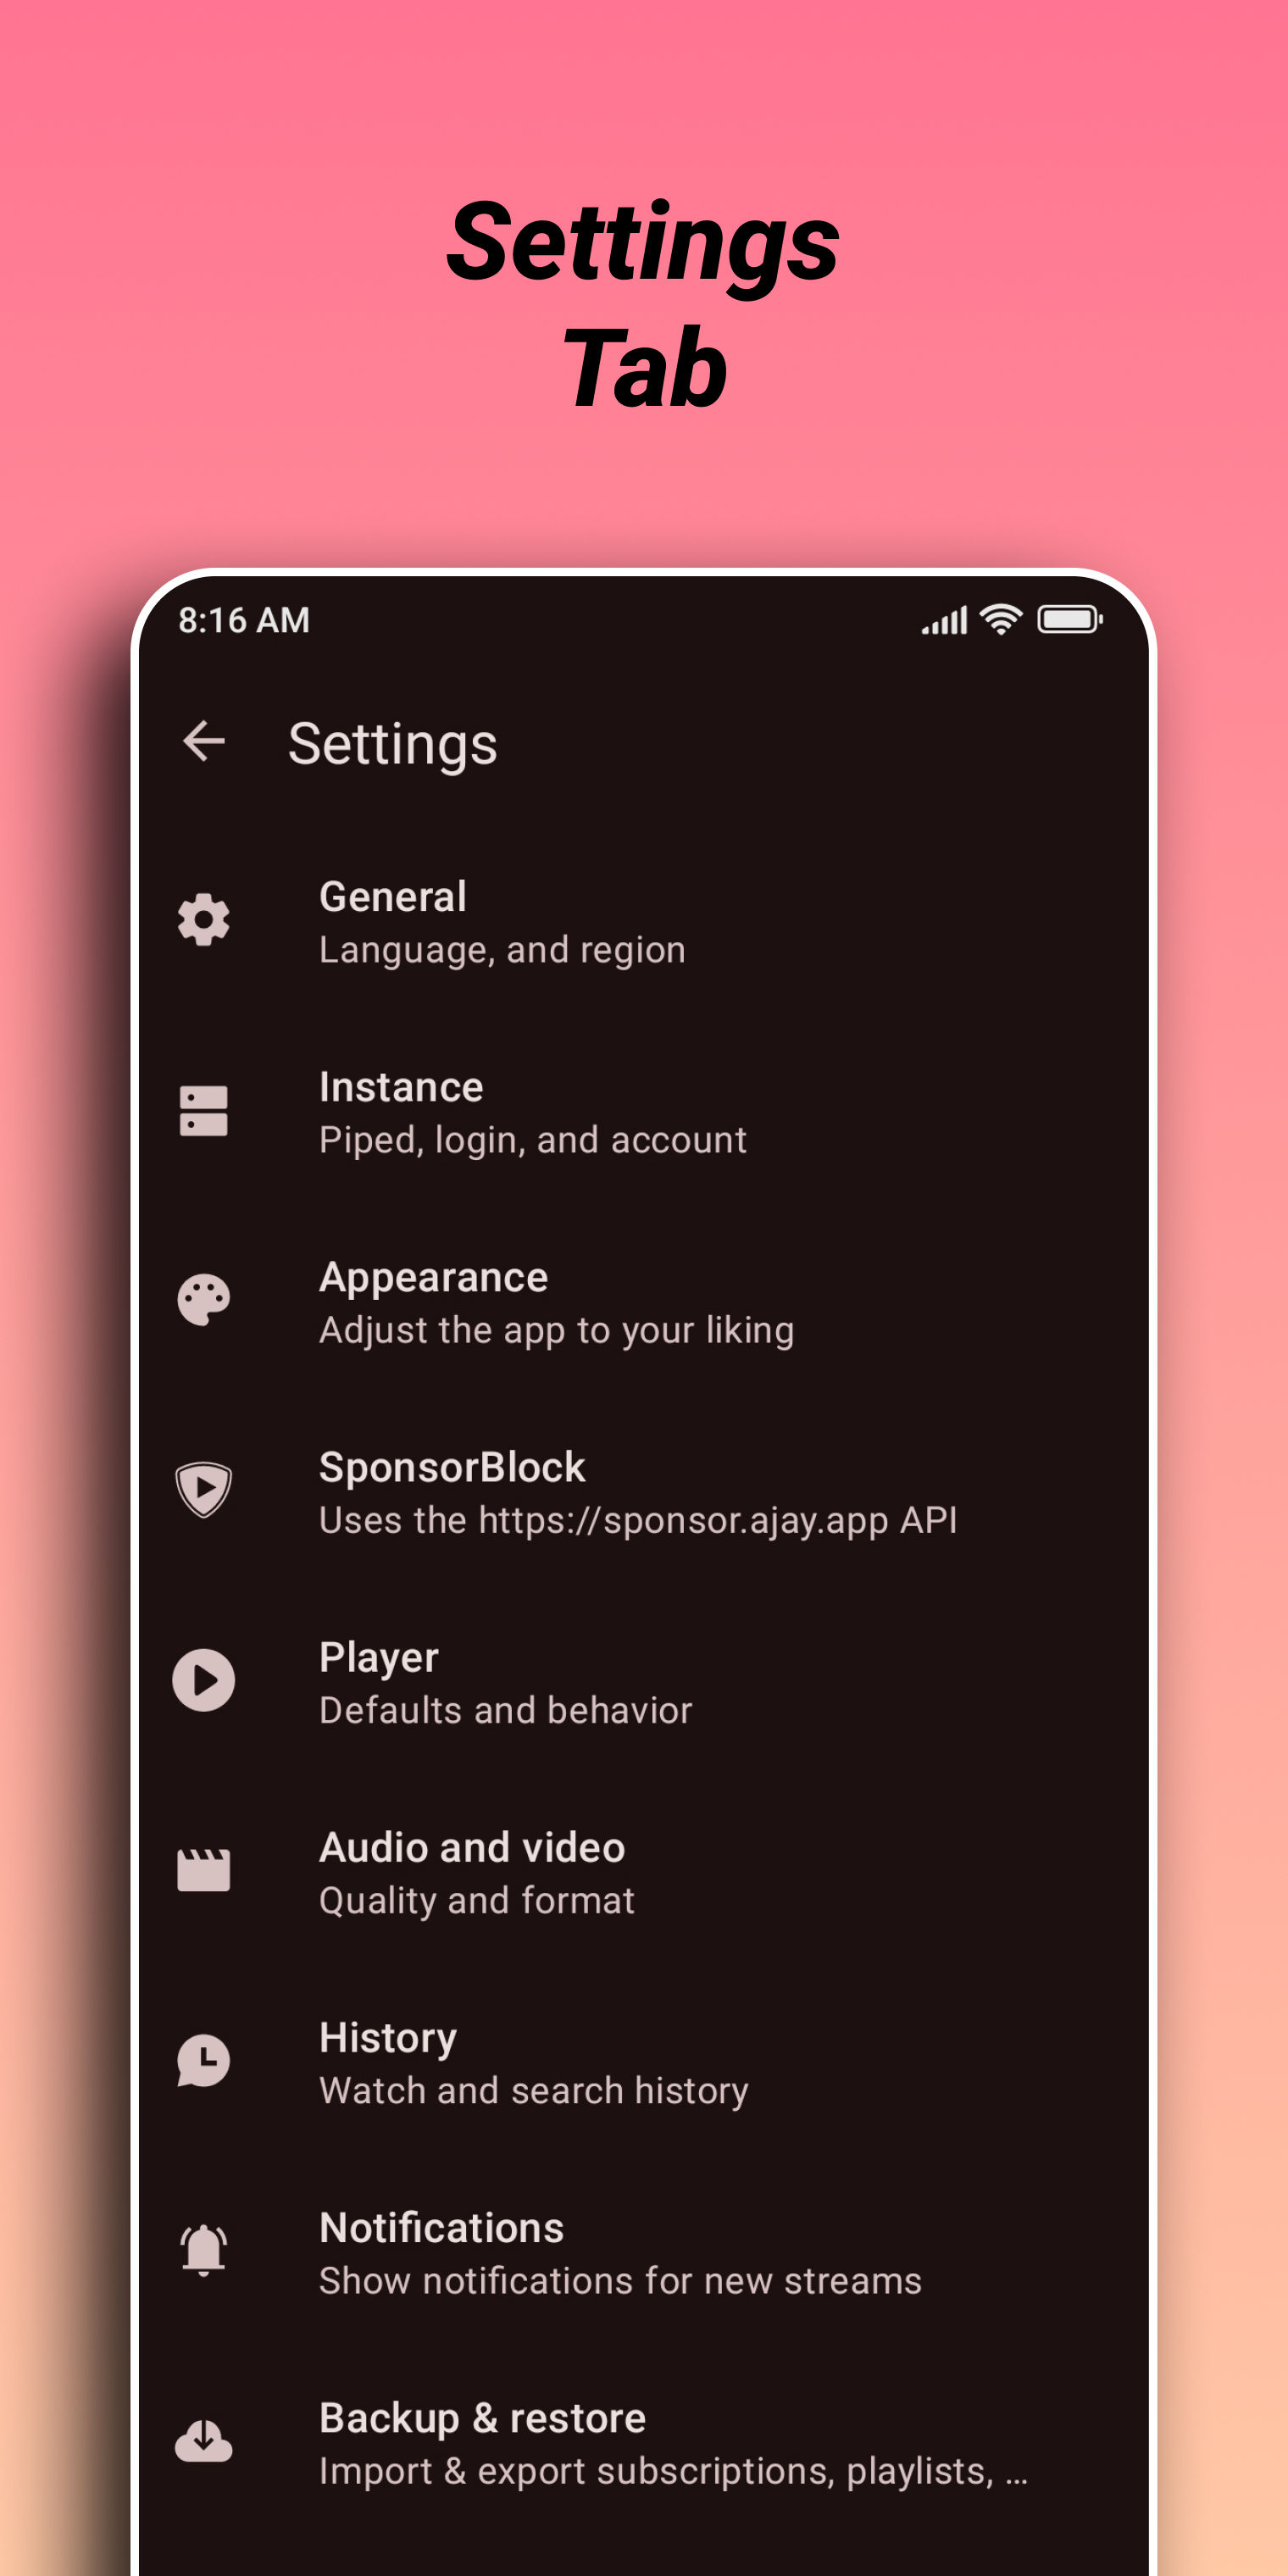 Settings
Tab
8:16 AM
Settings
General
Language, and region
Instance
Piped, login, and account
Appearance
Adjust the app to your liking
SponsorBlock
Uses the https://sponsor.ajay.app API
Player
Defaults and behavior
Audio and video
Quality and format
History
Watch and search history
Notifications
Show notifications for new streams
Backup & restore
Import & export subscriptions, playlists, …